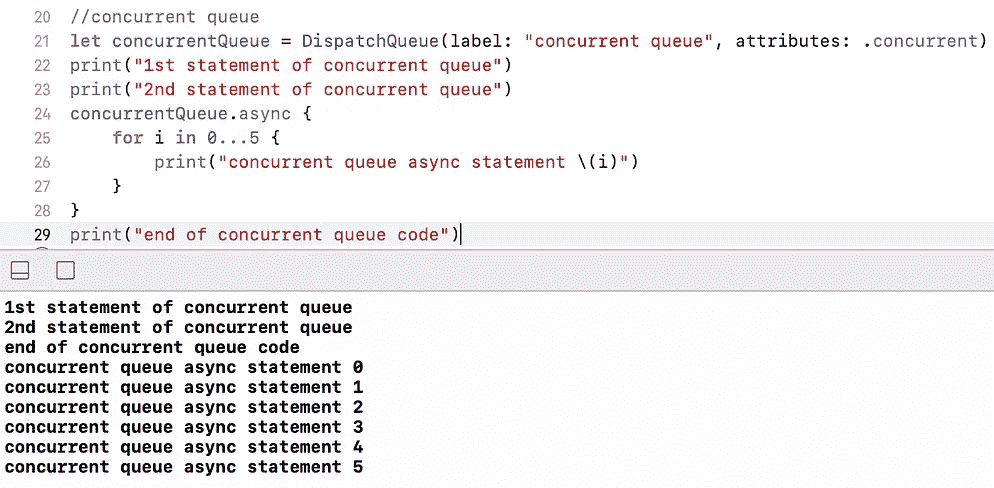 20 //concurrent queue
21 let concurrentQueue = DispatchQueue(label: "concurrent queue", attributes: .concurrent)
22 print("1st statement of concurrent queue")
23 print("2nd statement of concurrent queue")
24 concurrentQueue.async {
25     for i in 0...5 {
26         print("concurrent queue async statement \(i)")
27     }
28 }
29 print("end of concurrent queue code")
1st statement of concurrent queue
2nd statement of concurrent queue
end of concurrent queue code
concurrent queue async statement 0
concurrent queue async statement 1
concurrent queue async statement 2
concurrent queue async statement 3
concurrent queue async statement 4
concurrent queue async statement 5